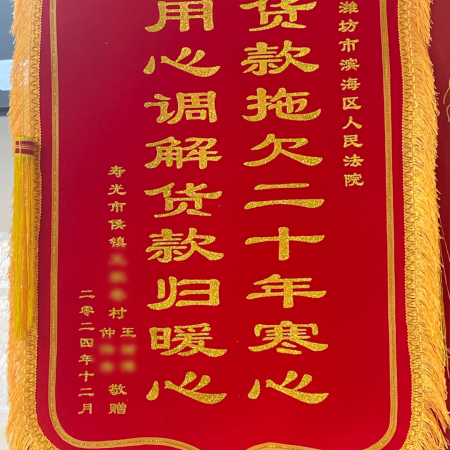 潍坊市滨海区人民法院
货款拖欠二十年寒心
用心调解货款归暖心
寿光市侯镇
村
王
仲
敬赠
二零二四年十二月